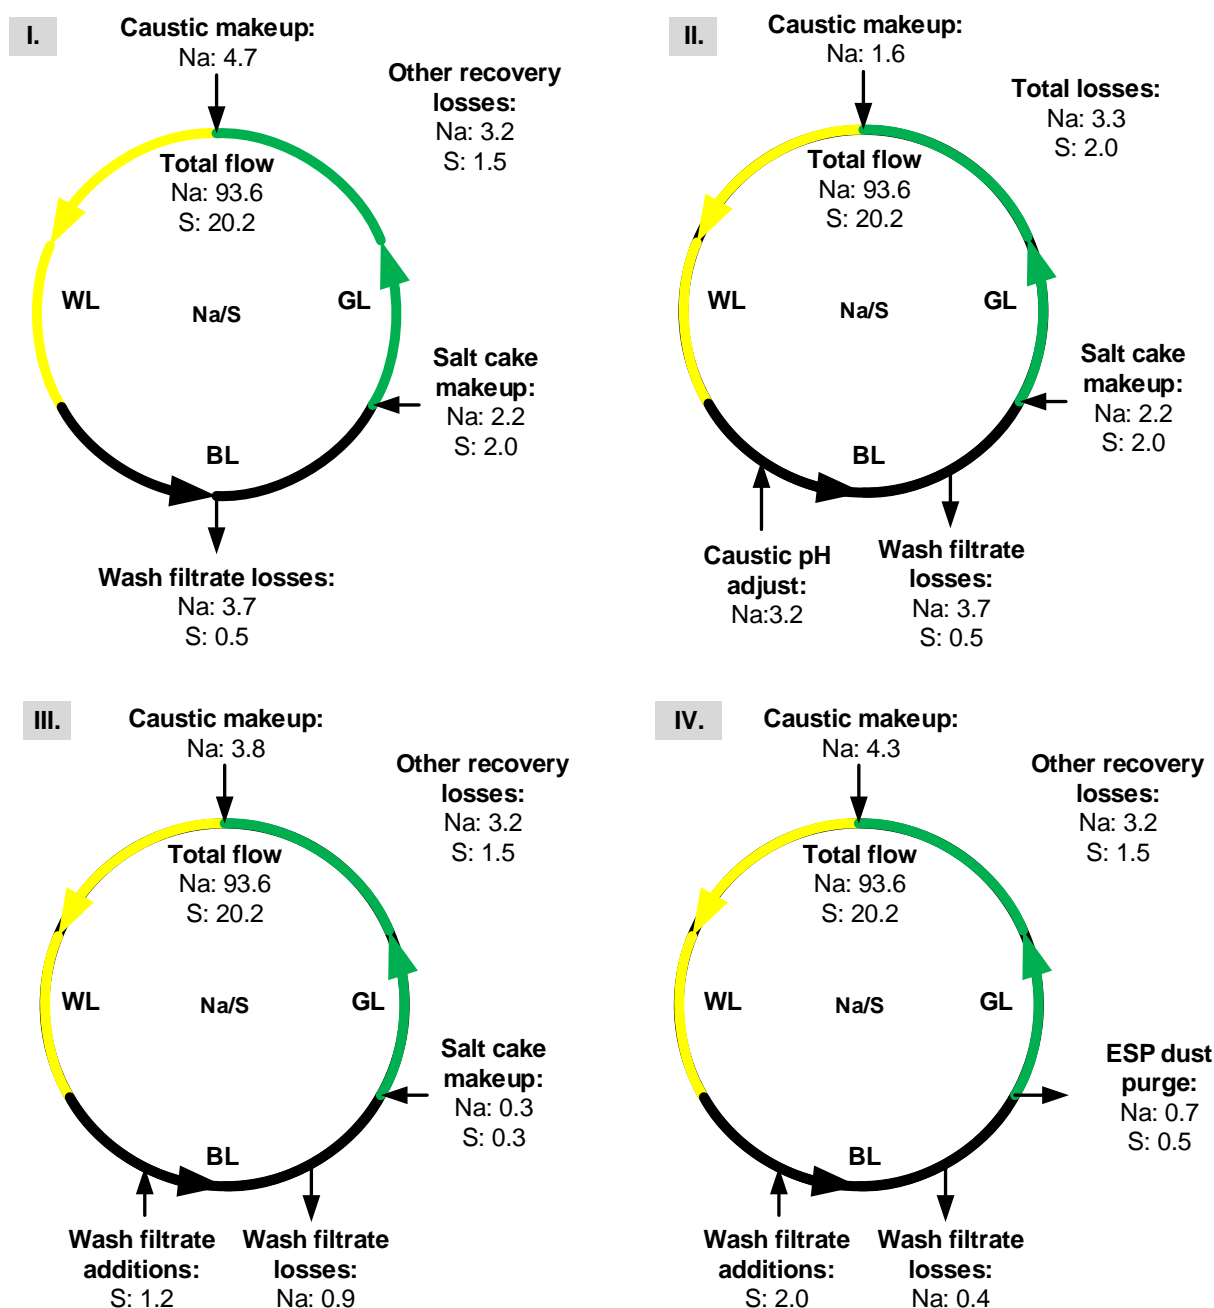 I.
Caustic makeup:
Na: 4.7
Other recovery
losses:
Na: 3.2
S: 1.5
Total flow
Na: 93.6
S: 20.2
WL
Na/S
GL
Salt cake
makeup:
Na: 2.2
S: 2.0
BL
Wash filtrate losses:
Na: 3.7
S: 0.5
II.
Caustic makeup:
Na: 1.6
Total losses:
Na: 3.3
S: 2.0
Total flow
Na: 93.6
S: 20.2
WL
Na/S
GL
Salt cake
makeup:
Na: 2.2
S: 2.0
BL
Caustic pH
adjust:
Na:3.2
Wash filtrate
losses:
Na: 3.7
S: 0.5
III.
Caustic makeup:
Na: 3.8
Other recovery
losses:
Na: 3.2
S: 1.5
Total flow
Na: 93.6
S: 20.2
WL
Na/S
GL
Salt cake
makeup:
Na: 0.3
S: 0.3
BL
Wash filtrate
additions:
S: 1.2
Wash filtrate
losses:
Na: 0.9
IV.
Caustic makeup:
Na: 4.3
Other recovery
losses:
Na: 3.2
S: 1.5
Total flow
Na: 93.6
S: 20.2
WL
Na/S
GL
ESP dust
purge:
Na: 0.7
S: 0.5
BL
Wash filtrate
additions:
S: 2.0
Wash filtrate
losses:
Na: 0.4